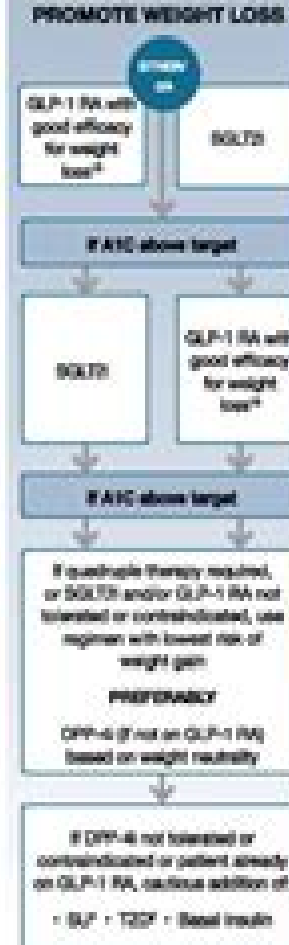 PROMOTE WEIGHT LOSS
EITHER/
OR
GLP-1 RA with
good efficacy
for weight
loss
SGLT2i
If A1C above target
SGLT2i
GLP-1 RA with
good efficacy
for weight
loss
If A1C above target
If quadruple therapy required,
or SGLT2i and/or GLP-1 RA not
tolerated or contraindicated, use
regimen with lowest risk of
weight gain
PREFERABLY
DPP-4i (if not on GLP-1 RA)
based on weight neutrality
If DPP-4i not tolerated or
contraindicated or patient already
on GLP-1 RA, cautious addition of:
• SU • TZD • Basal insulin